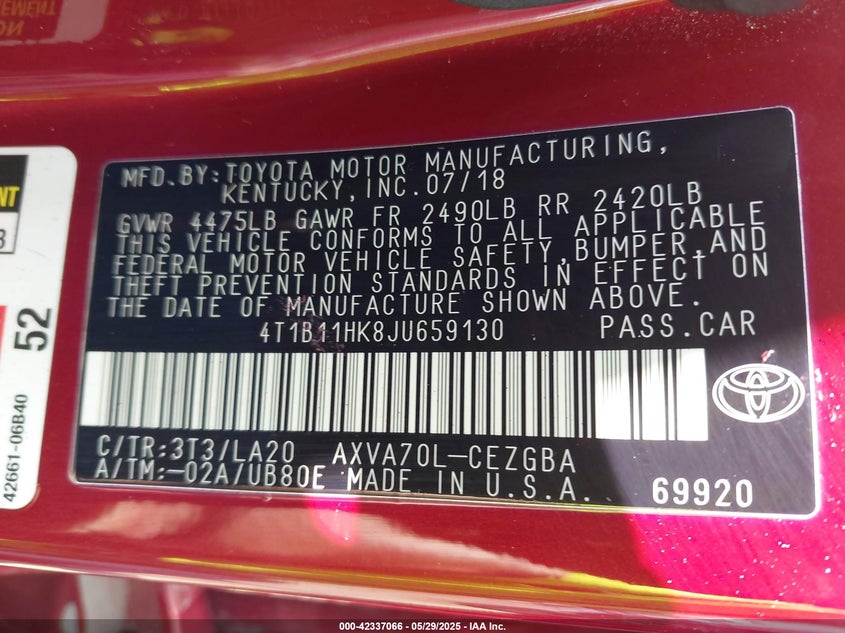 MFD.BY:TOYOTA MOTOR MANUFACTURING,
KENTUCKY,INC.07/18
GVWR 4475LB GAWR FR 2490LB RR 2420LB
THIS VEHICLE CONFORMS TO ALL APPLICABLE
FEDERAL MOTOR VEHICLE SAFETY,BUMPER,AND
THEFT PREVENTION STANDARDS IN EFFECT ON
THE DATE OF MANUFACTURE SHOWN ABOVE.
4T1B11HK8JU659130 PASS.CAR
C/TR:3T3/LA20 AXVA70L-CEZGBA
A/TM:-02A/UB80E MADE IN U.S.A. 69920
52
42661-06B40
000-42337066 - 05/29/2025 - IAA Inc.